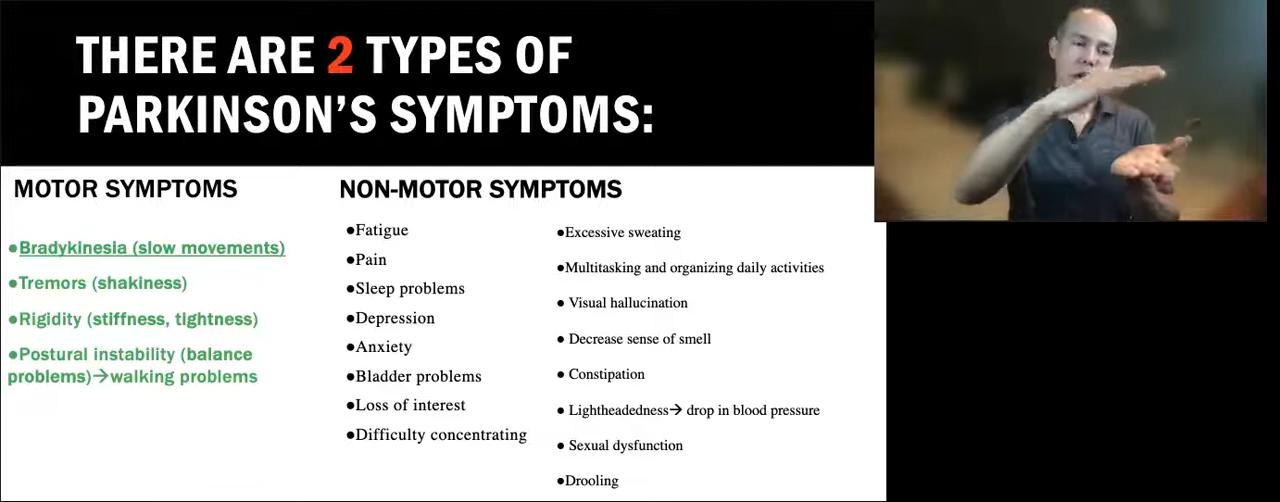 THERE ARE 2 TYPES OF
PARKINSON'S SYMPTOMS:
MOTOR SYMPTOMS
●Bradykinesia (slow movements)
●Tremors (shakiness)
●Rigidity (stiffness, tightness)
●Postural instability (balance
problems)→walking problems
NON-MOTOR SYMPTOMS
●Fatigue
●Pain
●Sleep problems
●Depression
●Anxiety
●Bladder problems
●Loss of interest
●Difficulty concentrating
●Excessive sweating
●Multitasking and organizing daily activities
● Visual hallucination
● Decrease sense of smell
● Constipation
● Lightheadedness→ drop in blood pressure
● Sexual dysfunction
●Drooling